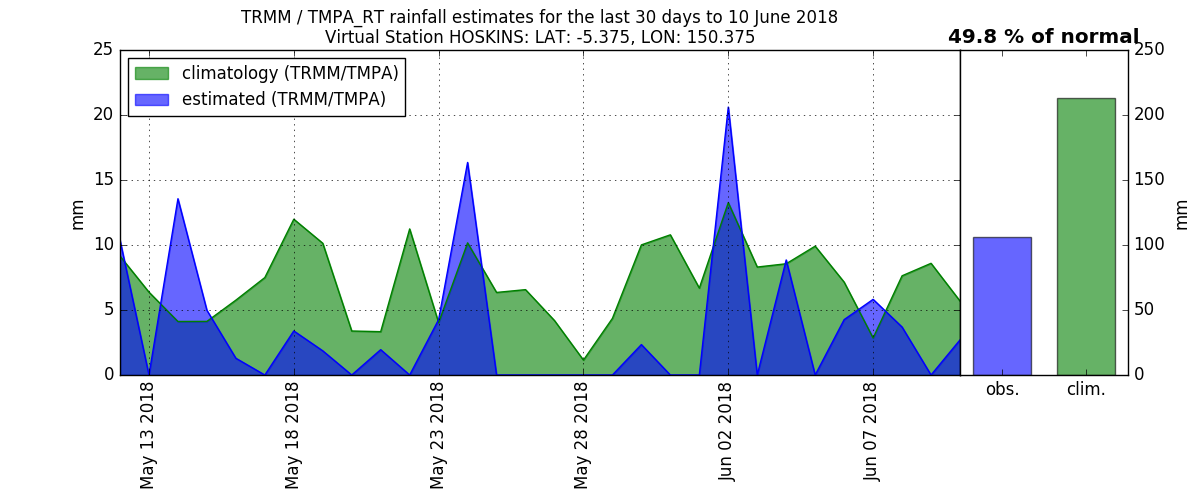 TRMM / TMPA_RT rainfall estimates for the last 30 days to 10 June 2018
Virtual Station HOSKINS: LAT: -5.375, LON: 150.375
49.8 % of normal
climatology (TRMM/TMPA)
estimated (TRMM/TMPA)
25
20
15
10
5
0
mm
May 13 2018
May 18 2018
May 23 2018
May 28 2018
Jun 02 2018
Jun 07 2018
obs.
clim.
250
200
150
100
50
0
mm